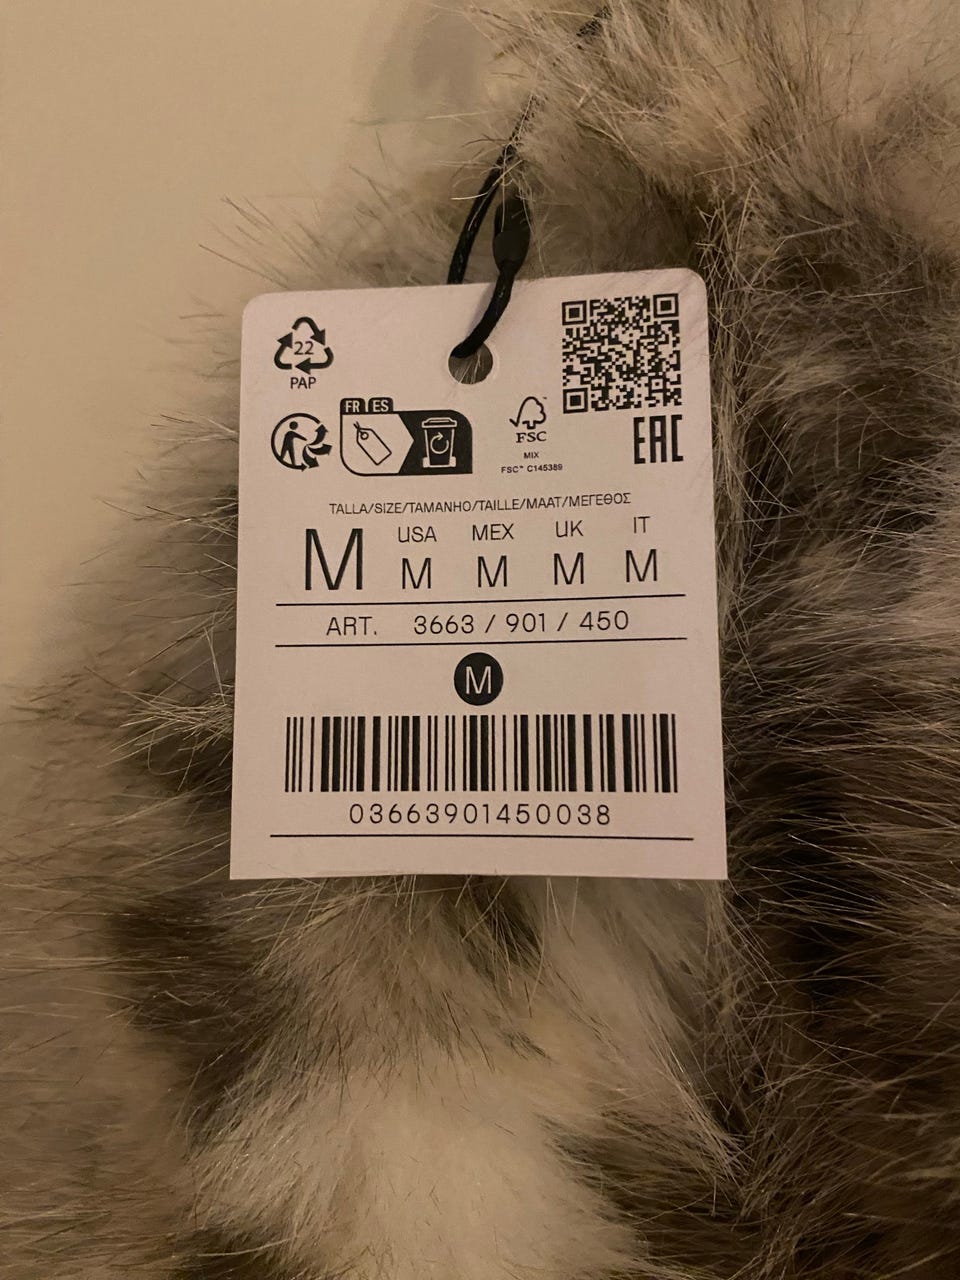 22
PAP
FR ES
FSC
MIX
FSC™ C145389
EAC
TALLA/SIZE/TAMANHO/TAILLE/MAAT/ΜΕΓΕΘΟΣ
M
USA MEX UK IT
M M M M
ART. 3663 / 901 / 450
M
03663901450038